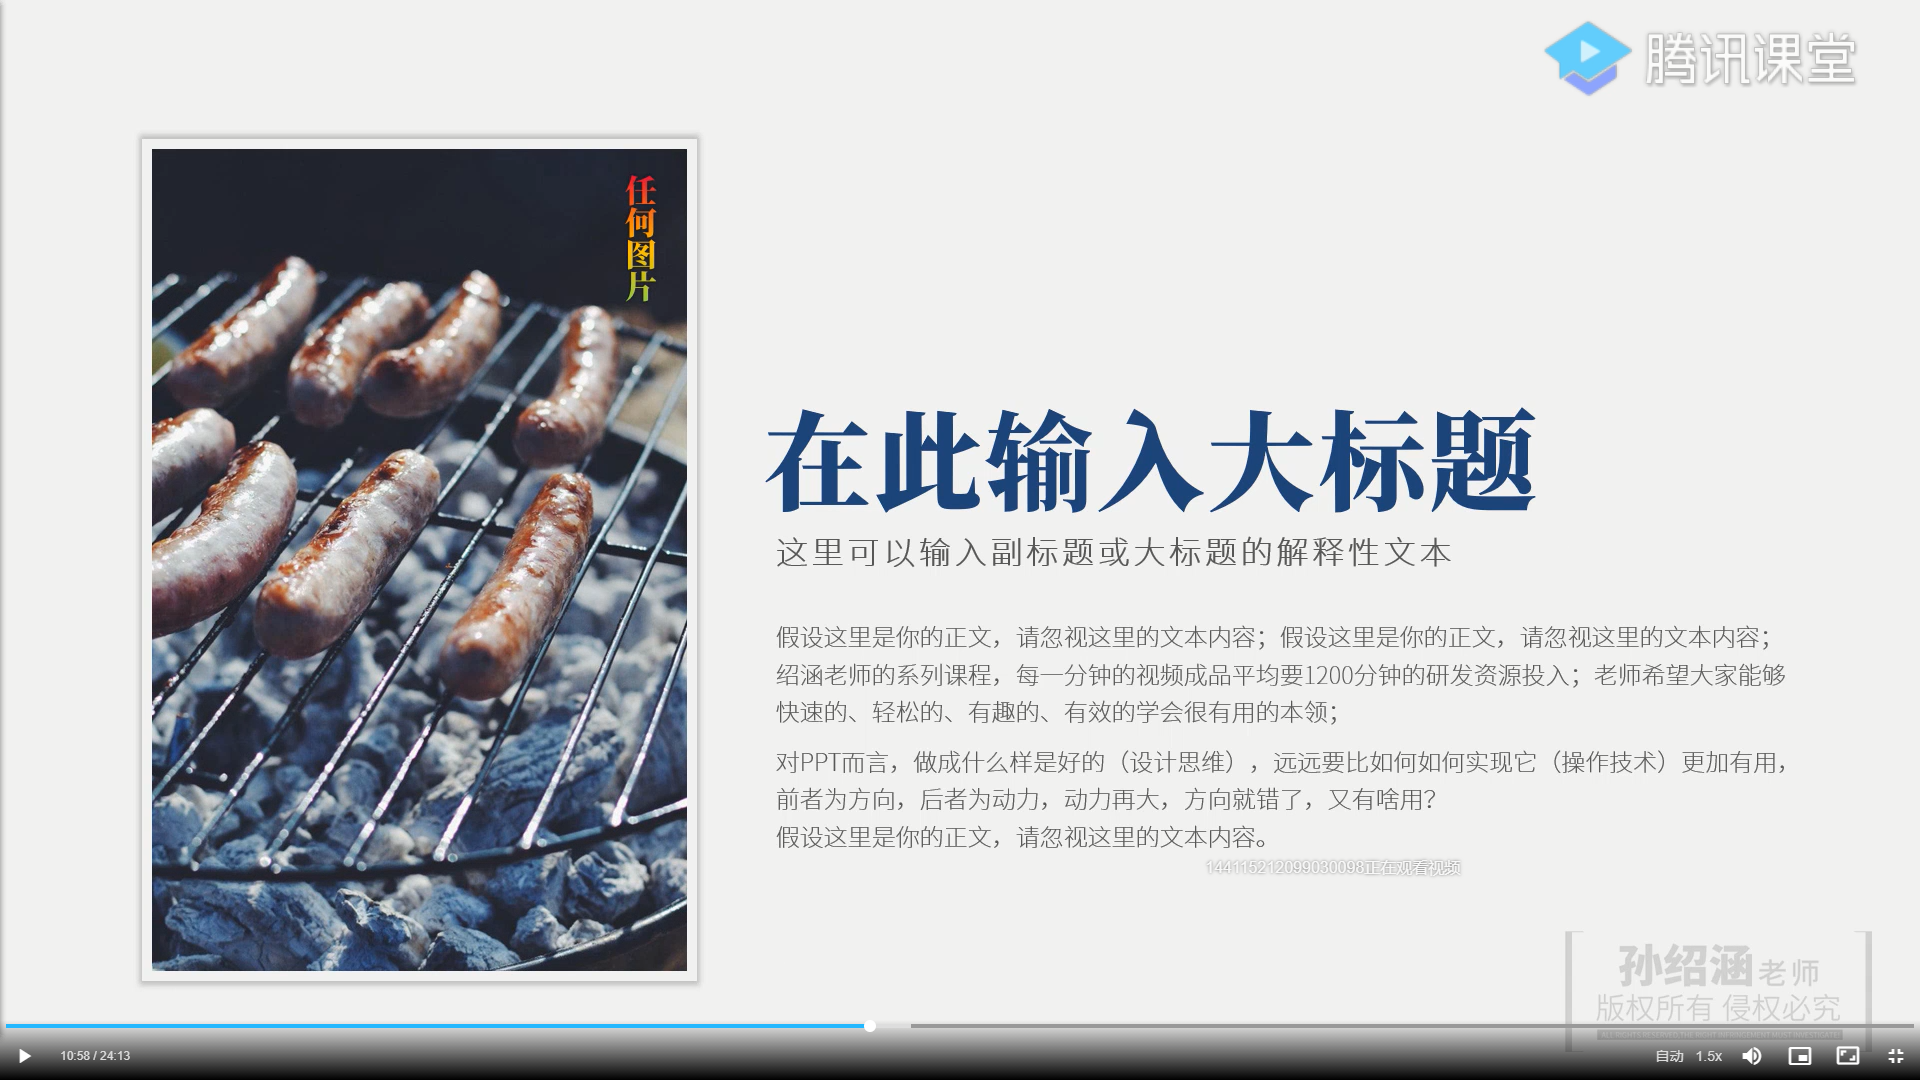 腾讯课堂
任何图片
在此输入大标题
这里可以输入副标题或大标题的解释性文本
假设这里是你的正文，请忽视这里的文本内容；假设这里是你的正文，请忽视这里的文本内容；
绍涵老师的系列课程，每一分钟的视频成品平均要1200分钟的研发资源投入；老师希望大家能够
快速的、轻松的、有趣的、有效的学会很有用的本领；
对PPT而言，做成什么样是好的（设计思维），远远要比如何如何实现它（操作技术）更加有用，
前者为方向，后者为动力，动力再大，方向就错了，又有啥用？
假设这里是你的正文，请忽视这里的文本内容。
144115212099030098正在观看视频
孙绍涵老师
版权所有 侵权必究
10:58 / 24:13
自动 1.5x